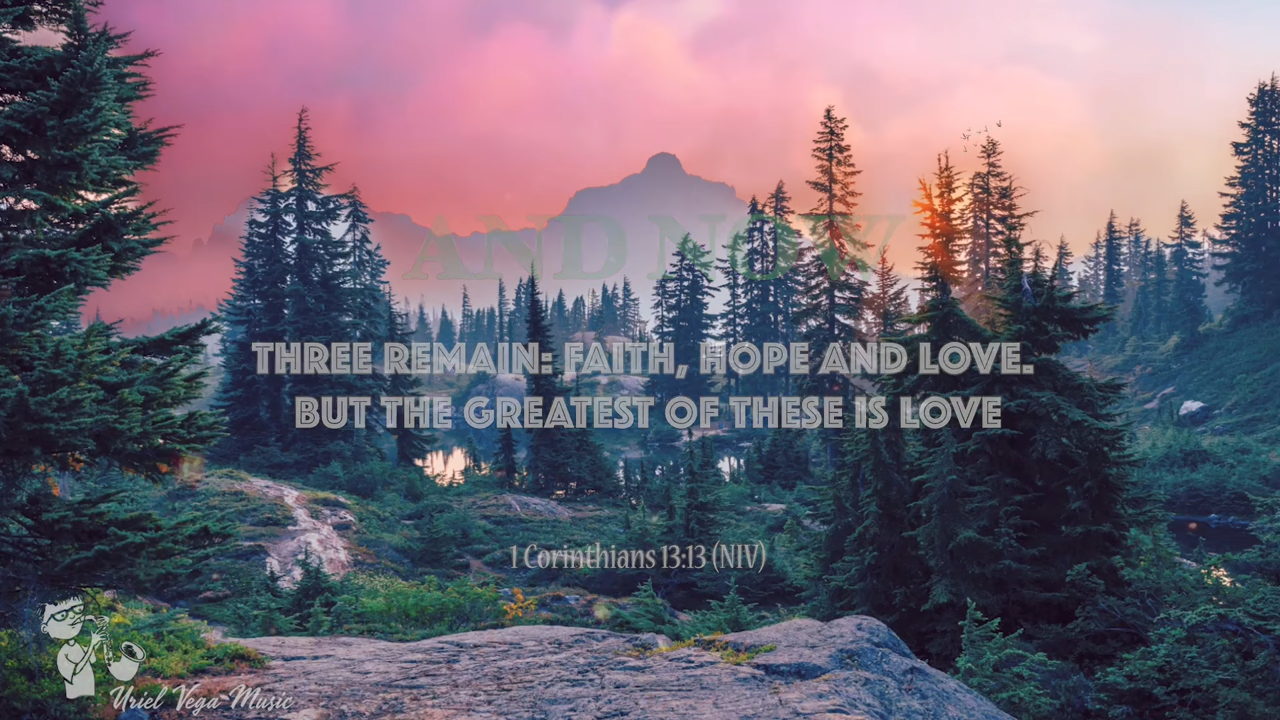 AND NOW
THREE REMAIN: FAITH, HOPE AND LOVE.
BUT THE GREATEST OF THESE IS LOVE
1 Corinthians 13:13 (NIV)
Uriel Vega Music